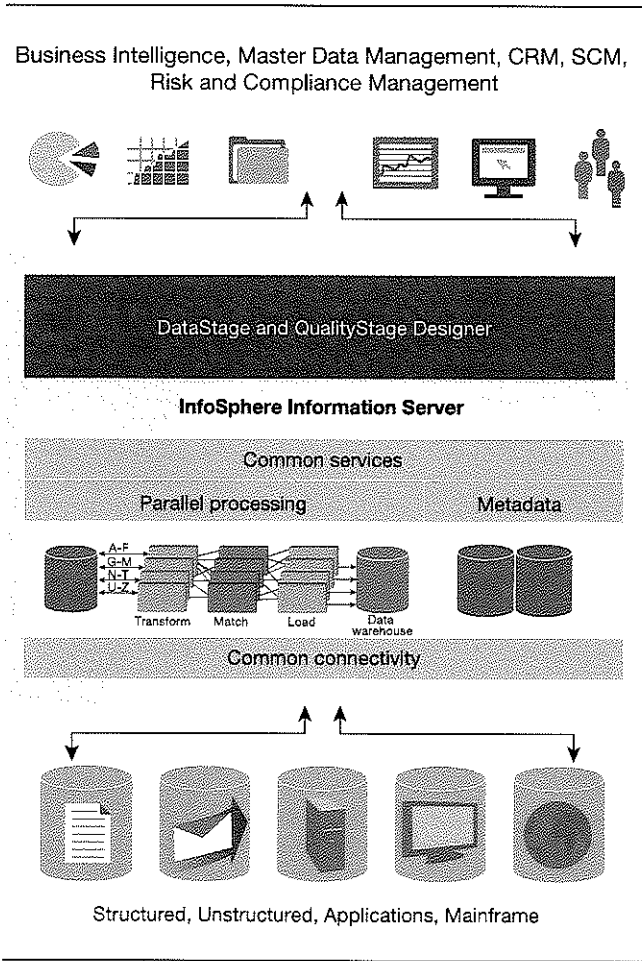 Business Intelligence, Master Data Management, CRM, SCM,
Risk and Compliance Management
DataStage and QualityStage Designer
InfoSphere Information Server
Common services
Parallel processing
Metadata
A-F
G-M
N-T
U-Z
Transform
Match
Load
Data
warehouse
Common connectivity
Structured, Unstructured, Applications, Mainframe